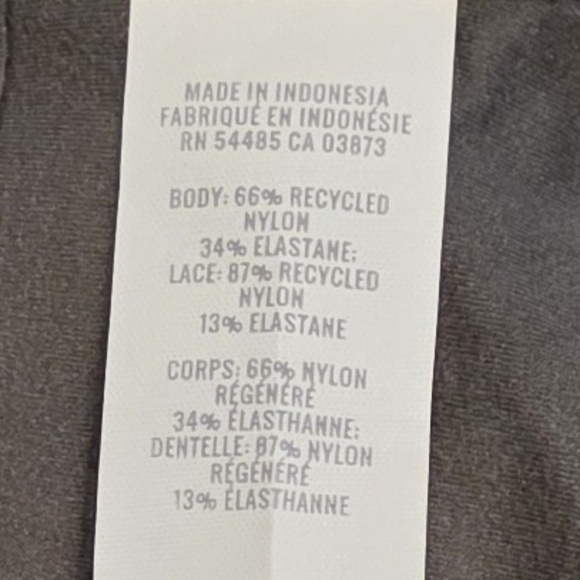 MADE IN INDONESIA
FABRIQUÉ EN INDONÉSIE
RN 54485 CA 03873
BODY: 66% RECYCLED
NYLON
34% ELASTANE;
LACE: 87% RECYCLED
NYLON
13% ELASTANE
CORPS: 66% NYLON
RÉGÉNÉRÉ
34% ÉLASTHANNE;
DENTELLE: 87% NYLON
RÉGÉNÉRÉ
13% ÉLASTHANNE